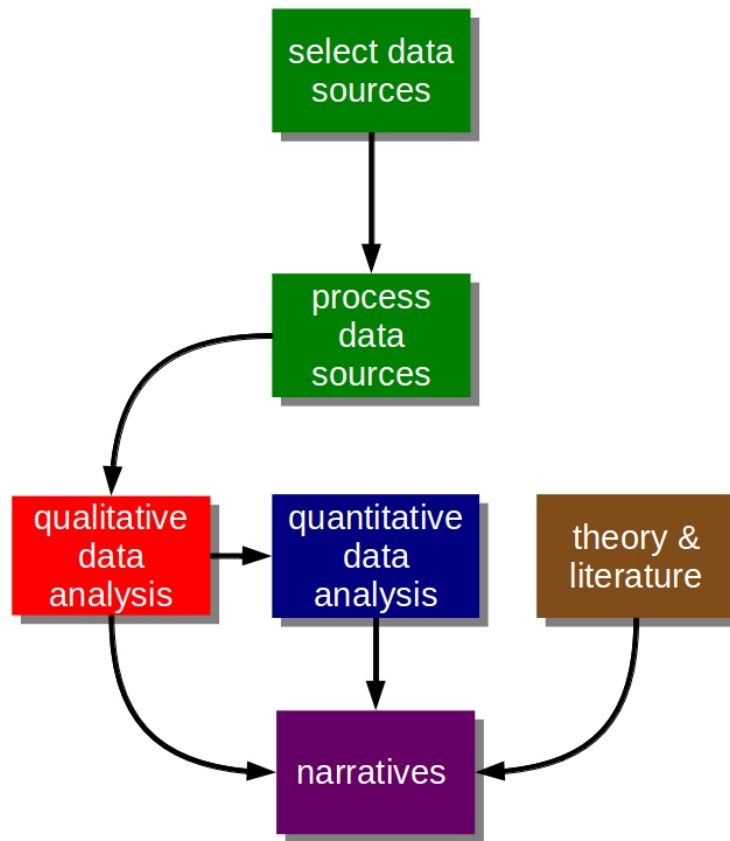 select data
sources
process
data
sources
qualitative
data
analysis
quantitative
data
analysis
theory &
literature
narratives